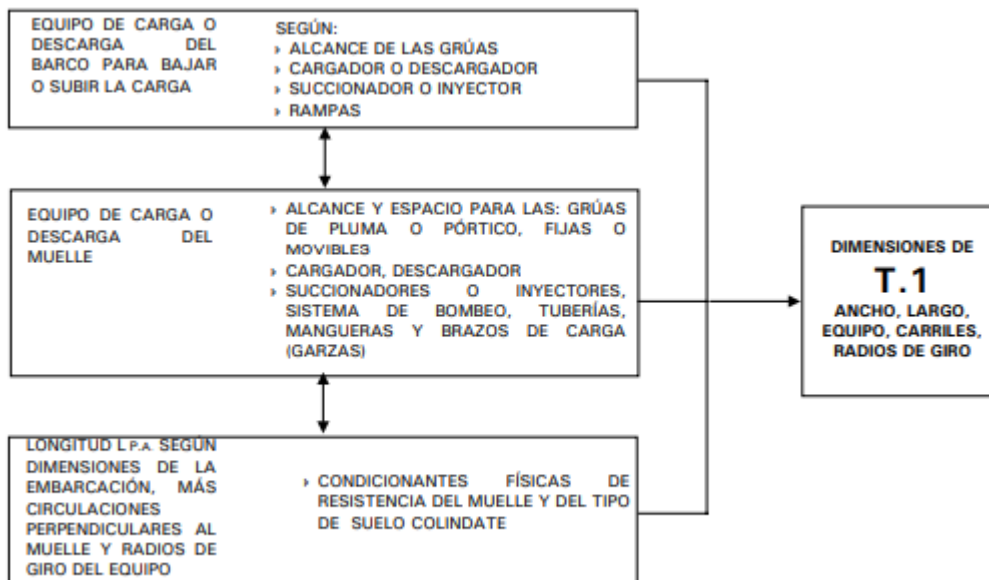 EQUIPO DE CARGA O
DESCARGA DEL
BARCO PARA BAJAR
O SUBIR LA CARGA
SEGÚN:
› ALCANCE DE LAS GRÚAS
› CARGADOR O DESCARGADOR
› SUCCIONADOR O INYECTOR
› RAMPAS
EQUIPO DE CARGA O
DESCARGA DEL
MUELLE
› ALCANCE Y ESPACIO PARA LAS: GRÚAS
DE PLUMA O PÓRTICO, FIJAS O
MOVIBLES
› CARGADOR, DESCARGADOR
› SUCCIONADORES O INYECTORES,
SISTEMA DE BOMBEO, TUBERÍAS,
MANGUERAS Y BRAZOS DE CARGA
(GARZAS)
LONGITUD L P.A. SEGÚN
DIMENSIONES DE LA
EMBARCACIÓN, MÁS
CIRCULACIONES
PERPENDICULARES AL
MUELLE Y RADIOS DE
GIRO DEL EQUIPO
› CONDICIONANTES FÍSICAS DE
RESISTENCIA DEL MUELLE Y DEL TIPO
DE SUELO COLINDATE
DIMENSIONES DE
T.1
ANCHO, LARGO,
EQUIPO, CARRILES,
RADIOS DE GIRO